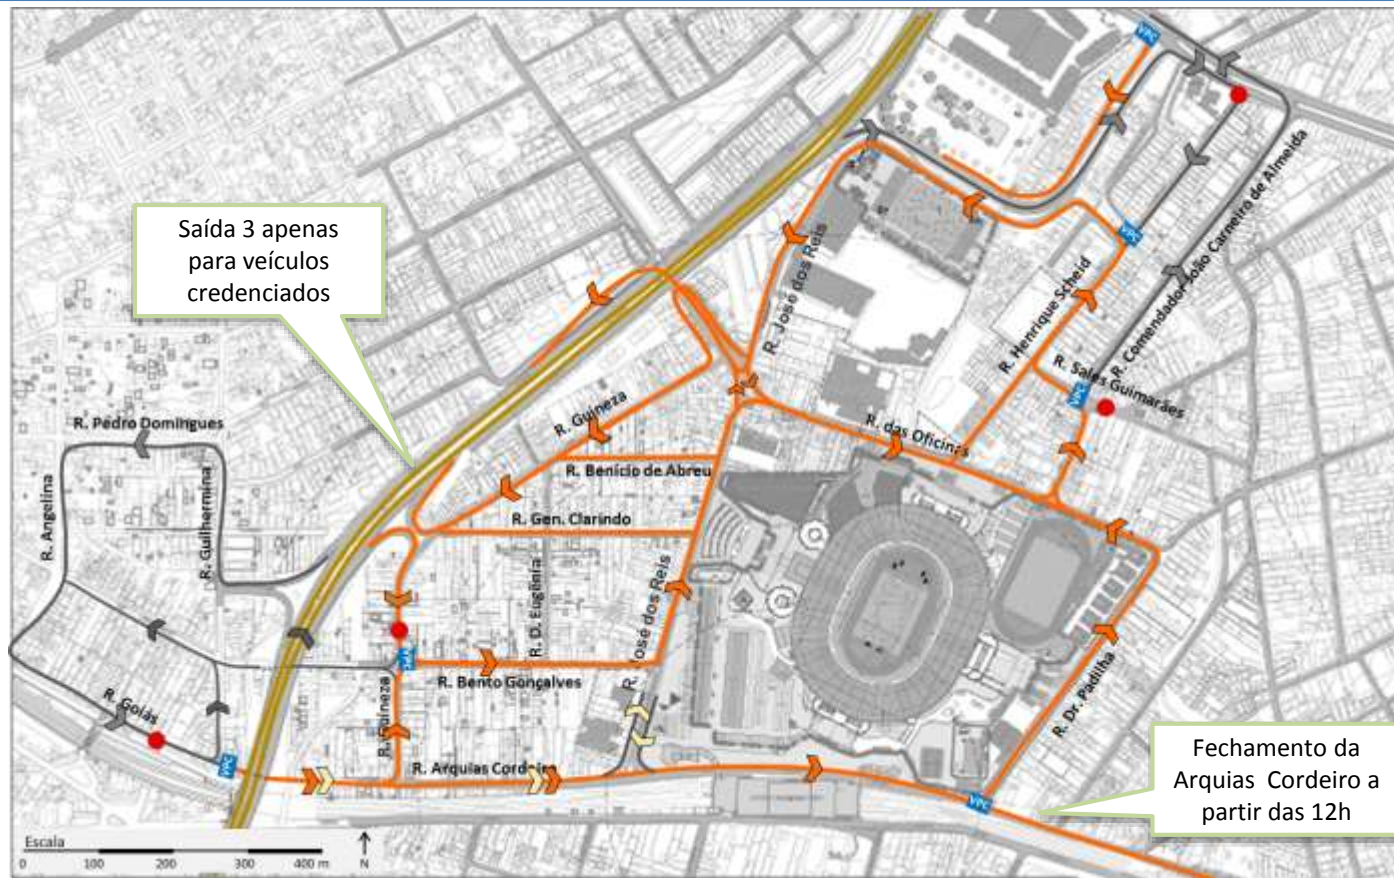 VPC
R. Comendador João Carneiro de Almeida
Saída 3 apenas
para veículos
credenciados
R. José dos Reis
VPC
R. Henrique Scheid
R. Sales Guimarães
VPC
R. Pedro Domingues
R. Guineza
R. das Oficinas
R. Benício de Abreu
R. Angelina
R. Guilhermina
R. Gen. Clarindo
R. D. Eugênia
R. José dos Reis
VPC
R. Bento Gonçalves
R. Guineza
R. Dr. Padilha
R. Goiás
VPC
R. Arquias Cordeiro
VPC
Fechamento da
Arquias Cordeiro a
partir das 12h
Escala
0 100 200 300 400 m
N